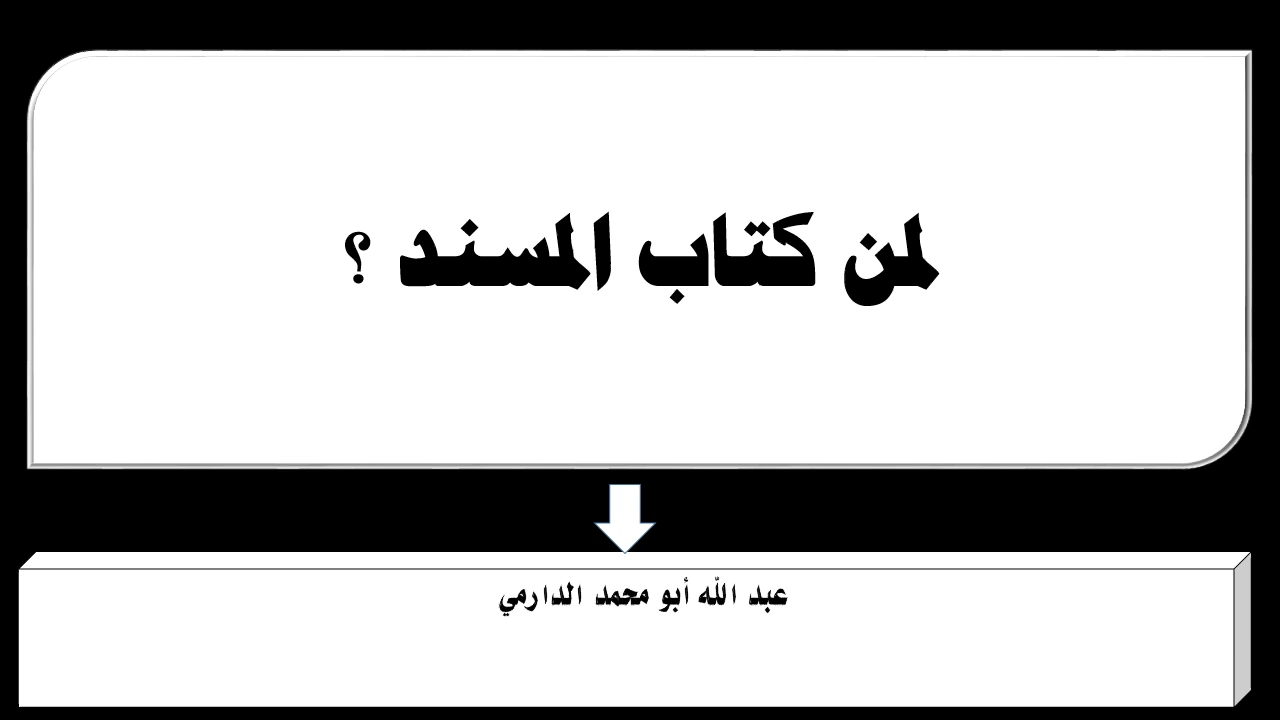 لمن كتاب المسند ؟
عبد الله أبو محمد الدارمي